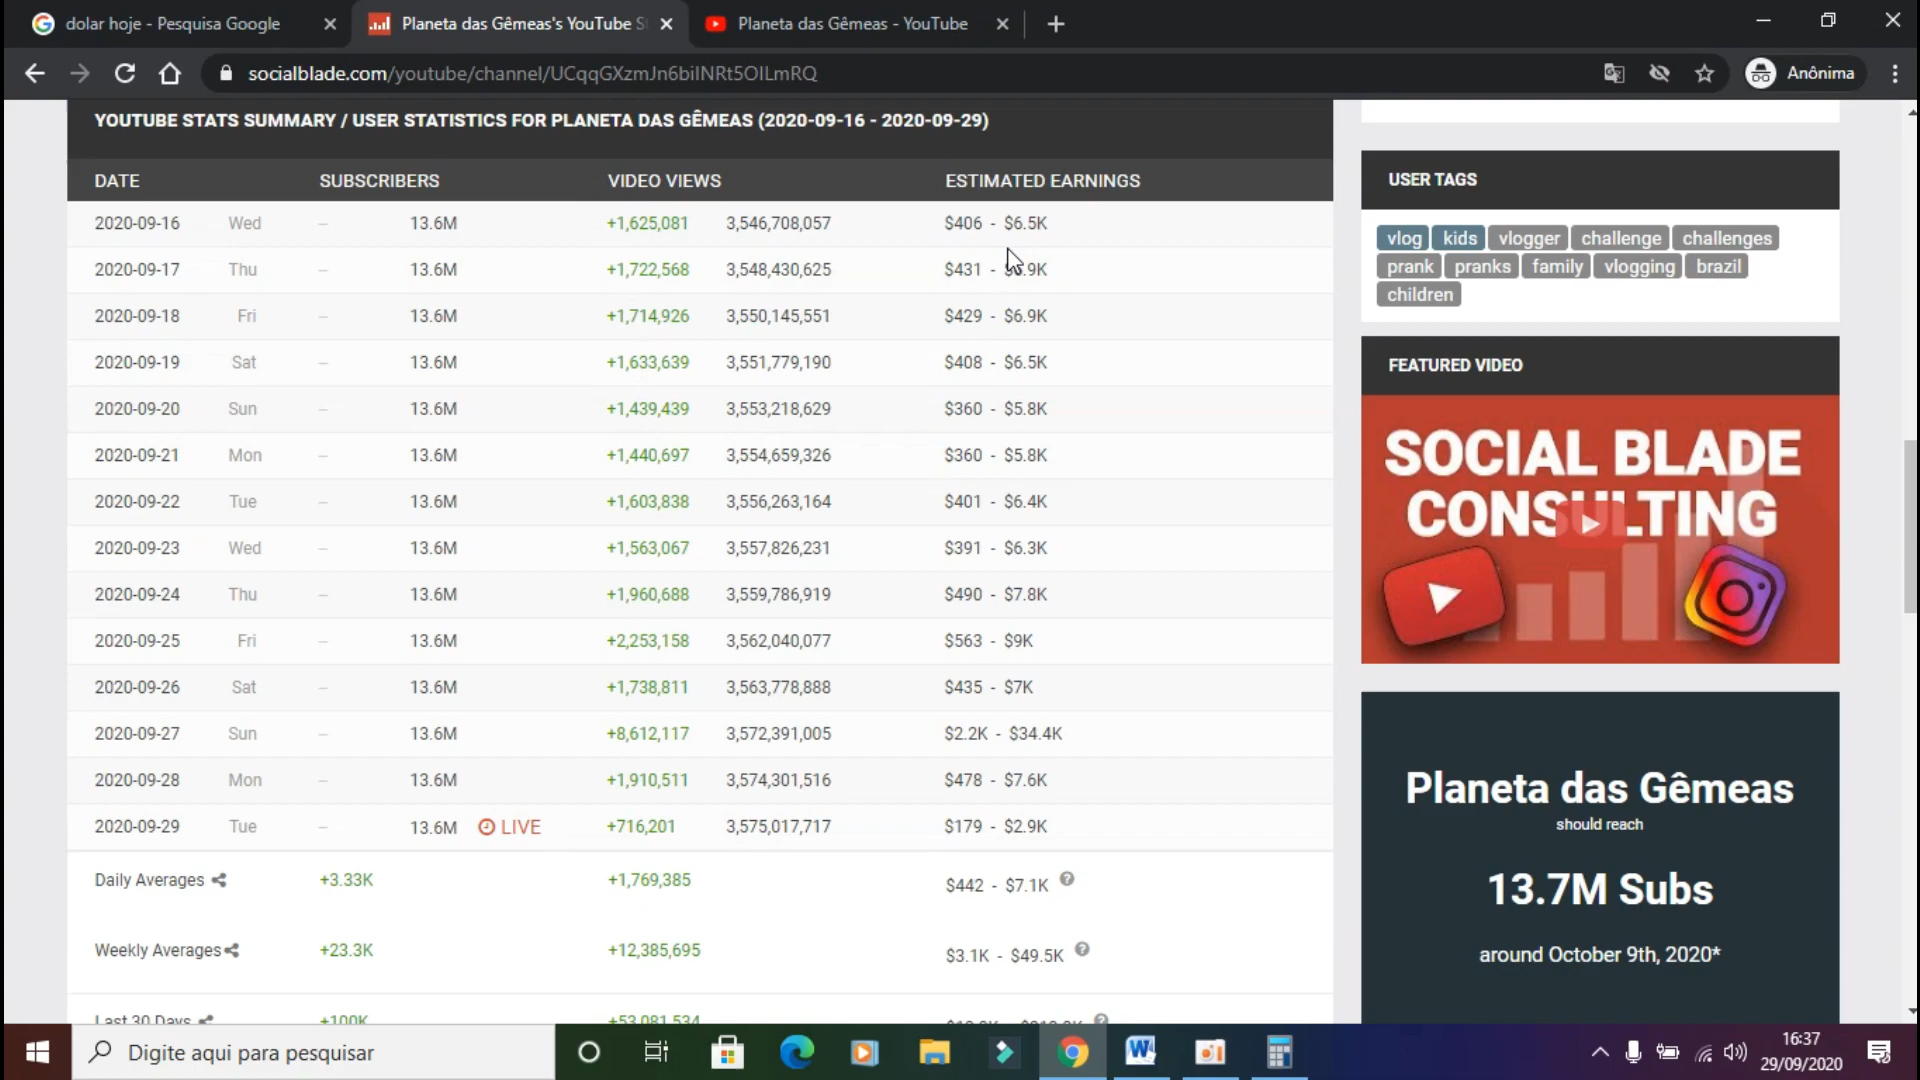 dolar hoje - Pesquisa Google
Planeta das Gêmeas's YouTube S
Planeta das Gêmeas - YouTube
socialblade.com/youtube/channel/UCqqGXzmJn6biINRt5OILmRQ
Anônima
YOUTUBE STATS SUMMARY / USER STATISTICS FOR PLANETA DAS GÊMEAS (2020-09-16 - 2020-09-29)
DATE SUBSCRIBERS VIDEO VIEWS ESTIMATED EARNINGS
2020-09-16 Wed – 13.6M +1,625,081 3,546,708,057 $406 - $6.5K
2020-09-17 Thu – 13.6M +1,722,568 3,548,430,625 $431 - .9K
2020-09-18 Fri – 13.6M +1,714,926 3,550,145,551 $429 - $6.9K
2020-09-19 Sat – 13.6M +1,633,639 3,551,779,190 $408 - $6.5K
2020-09-20 Sun – 13.6M +1,439,439 3,553,218,629 $360 - $5.8K
2020-09-21 Mon – 13.6M +1,440,697 3,554,659,326 $360 - $5.8K
2020-09-22 Tue – 13.6M +1,603,838 3,556,263,164 $401 - $6.4K
2020-09-23 Wed – 13.6M +1,563,067 3,557,826,231 $391 - $6.3K
2020-09-24 Thu – 13.6M +1,960,688 3,559,786,919 $490 - $7.8K
2020-09-25 Fri – 13.6M +2,253,158 3,562,040,077 $563 - $9K
2020-09-26 Sat – 13.6M +1,738,811 3,563,778,888 $435 - $7K
2020-09-27 Sun – 13.6M +8,612,117 3,572,391,005 $2.2K - $34.4K
2020-09-28 Mon – 13.6M +1,910,511 3,574,301,516 $478 - $7.6K
2020-09-29 Tue – 13.6M LIVE +716,201 3,575,017,717 $179 - $2.9K
Daily Averages +3.33K +1,769,385 $442 - $7.1K
Weekly Averages +23.3K +12,385,695 $3.1K - $49.5K
Last 30 Days +100K +53,081,534
USER TAGS
vlog kids vlogger challenge challenges
prank pranks family vlogging brazil
children
FEATURED VIDEO
SOCIAL BLADE
CONSULTING
Planeta das Gêmeas
should reach
13.7M Subs
around October 9th, 2020*
Digite aqui para pesquisar
16:37
29/09/2020